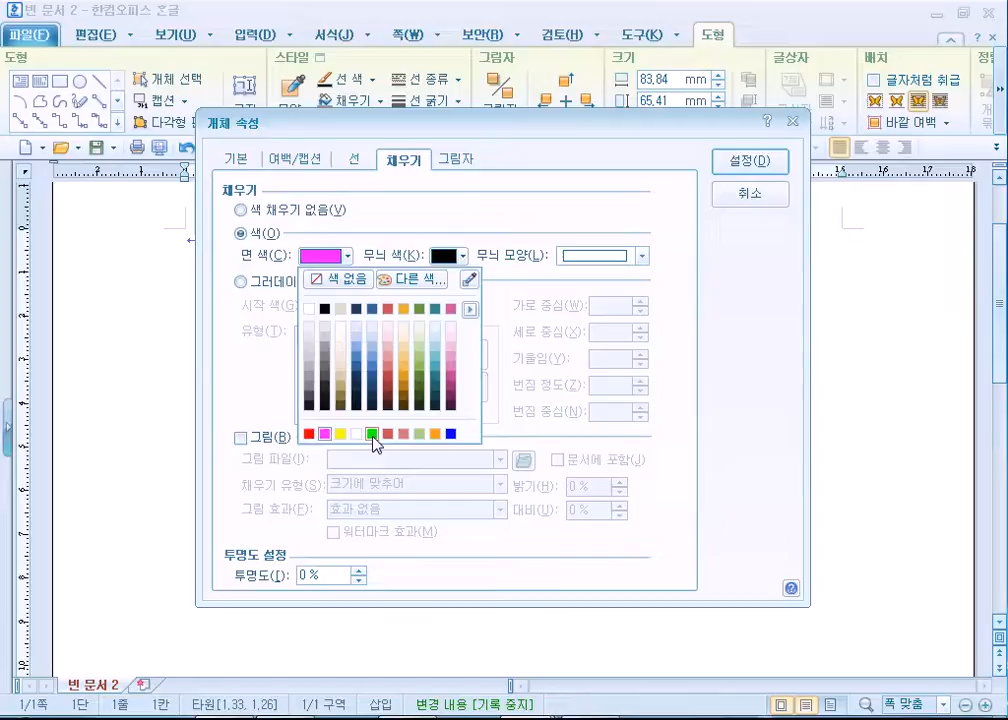 빈 문서 2 - 한컴오피스 흔글
파일(F) 편집(E) 보기(U) 입력(D) 서식(J) 쪽(W) 보안(R) 검토(H) 도구(K) 도형
도형 스타일 그림자 크기 글상자 배치
개체 선택 선 색 선 종류 83,84 mm 글자처럼 취급
캡션 채우기 선 굵기 65,41 mm
다각형 바깥 여백
개체 속성
기본 여백/캡션 선 채우기 그림자 설정(D)
취소
채우기
색 채우기 없음(V)
색(O)
면 색(C): 무늬 색(K): 무늬 모양(L):
색 없음 다른 색...
그러데이
시작 색(G 가로 중심(W):
유형(T): 세로 중심(X):
기울임(Y):
번짐 정도(Z):
번짐 중심(N):
그림(B)
그림 파일(I): 문서에 포함(J)
채우기 유형(S): 크기에 맞추어 밝기(H): 0 %
그림 효과(F): 효과 없음 대비(U): 0 %
워터마크 효과(M)
투명도 설정
투명도(I): 0 %
빈 문서 2
1/1쪽 1단 1줄 1칸 타원[1.33, 1.26] 1/1 구역 삽입 변경 내용 [기록 중지] 폭 맞춤